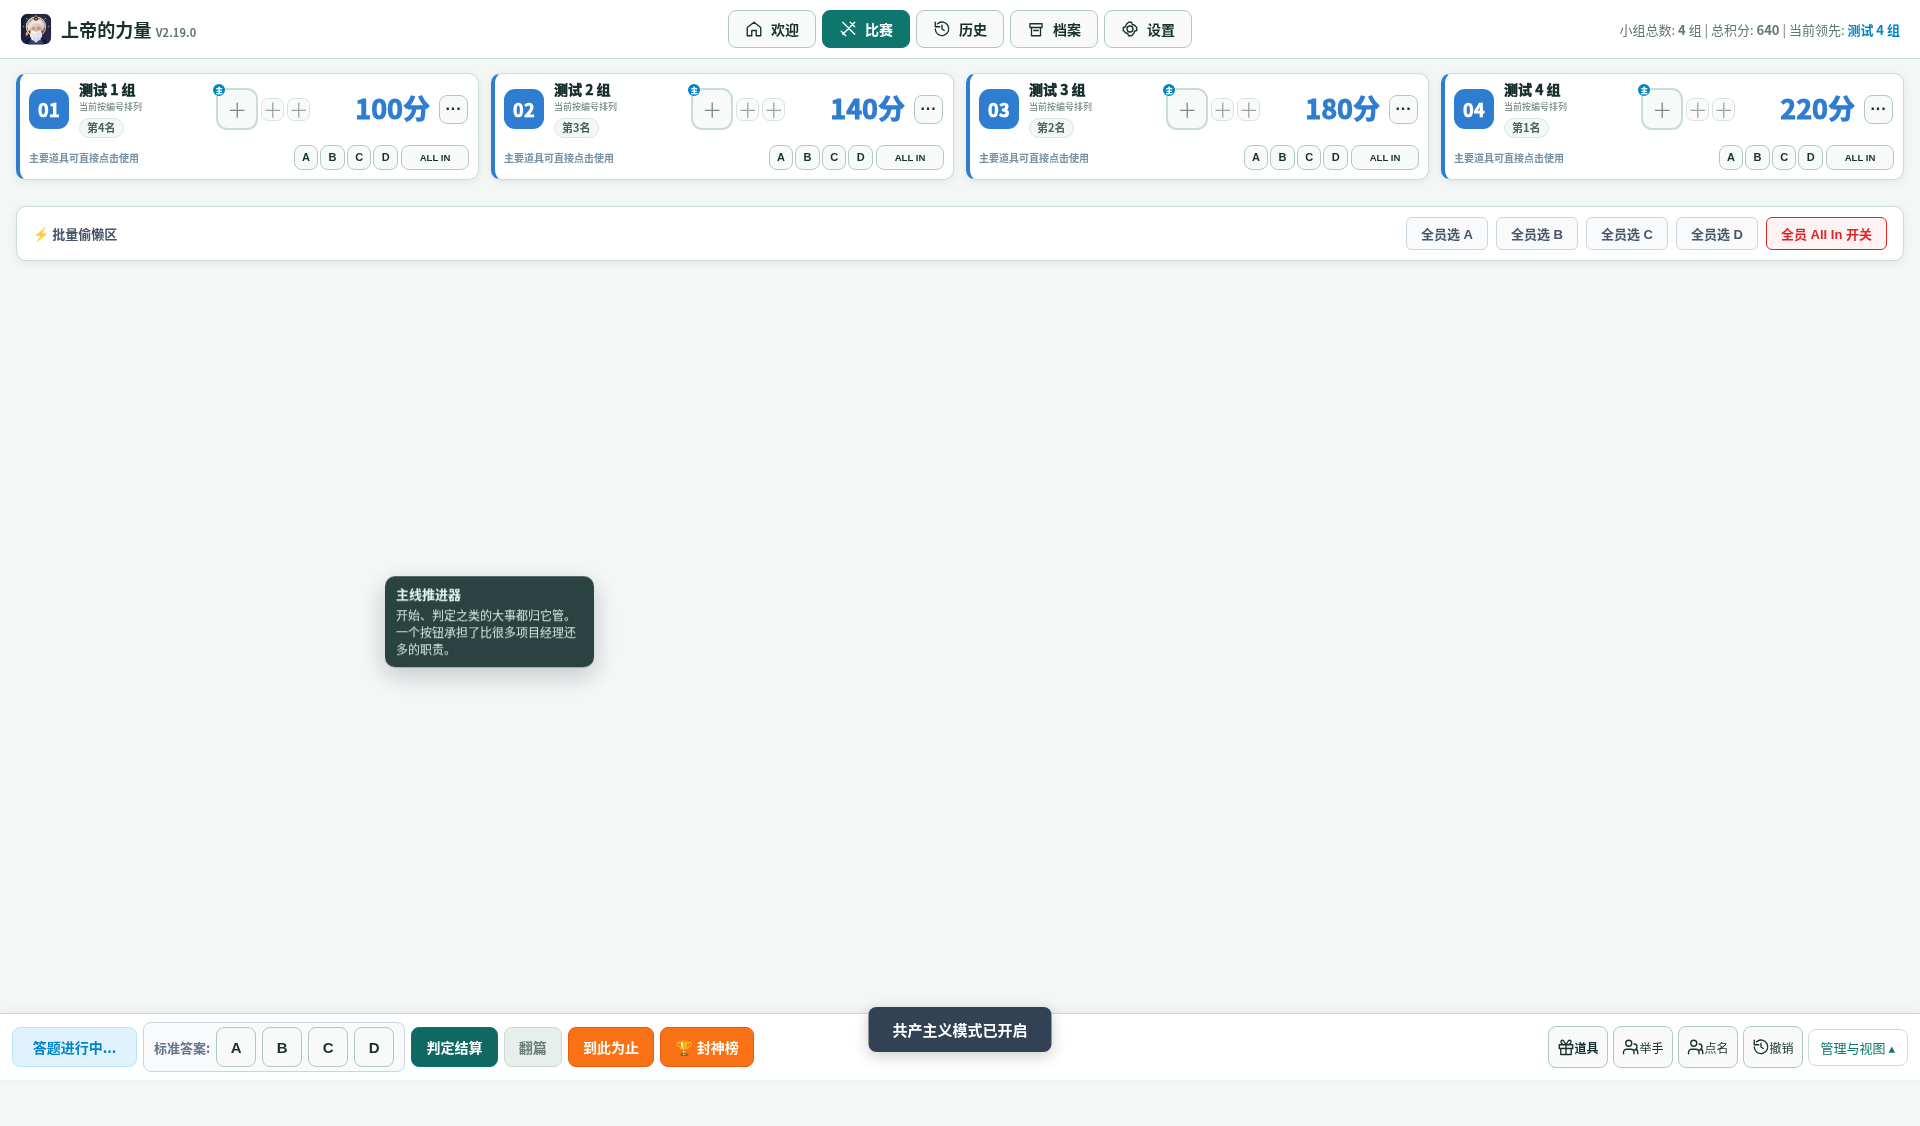 上帝的力量 V2.19.0
欢迎
比赛
历史
档案
设置
小组总数: 4 组 | 总积分: 640 | 当前领先: 测试 4 组
01
测试 1 组
当前按编号排列
第4名
主
100分
...
主要道具可直接点击使用
A B C D ALL IN
02
测试 2 组
当前按编号排列
第3名
主
140分
...
主要道具可直接点击使用
A B C D ALL IN
03
测试 3 组
当前按编号排列
第2名
主
180分
...
主要道具可直接点击使用
A B C D ALL IN
04
测试 4 组
当前按编号排列
第1名
主
220分
...
主要道具可直接点击使用
A B C D ALL IN
⚡ 批量偷懒区
全员选 A
全员选 B
全员选 C
全员选 D
全员 All In 开关
主线推进器
开始、判定之类的大事都归它管。
一个按钮承担了比很多项目经理还
多的职责。
共产主义模式已开启
答题进行中...
标准答案: A B C D
判定结算
翻篇
到此为止
🏆 封神榜
道具
举手
点名
撤销
管理与视图 ▴